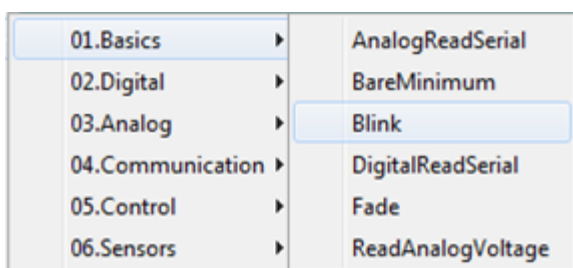 01.Basics
02.Digital
03.Analog
04.Communication
05.Control
06.Sensors
AnalogReadSerial
BareMinimum
Blink
DigitalReadSerial
Fade
ReadAnalogVoltage